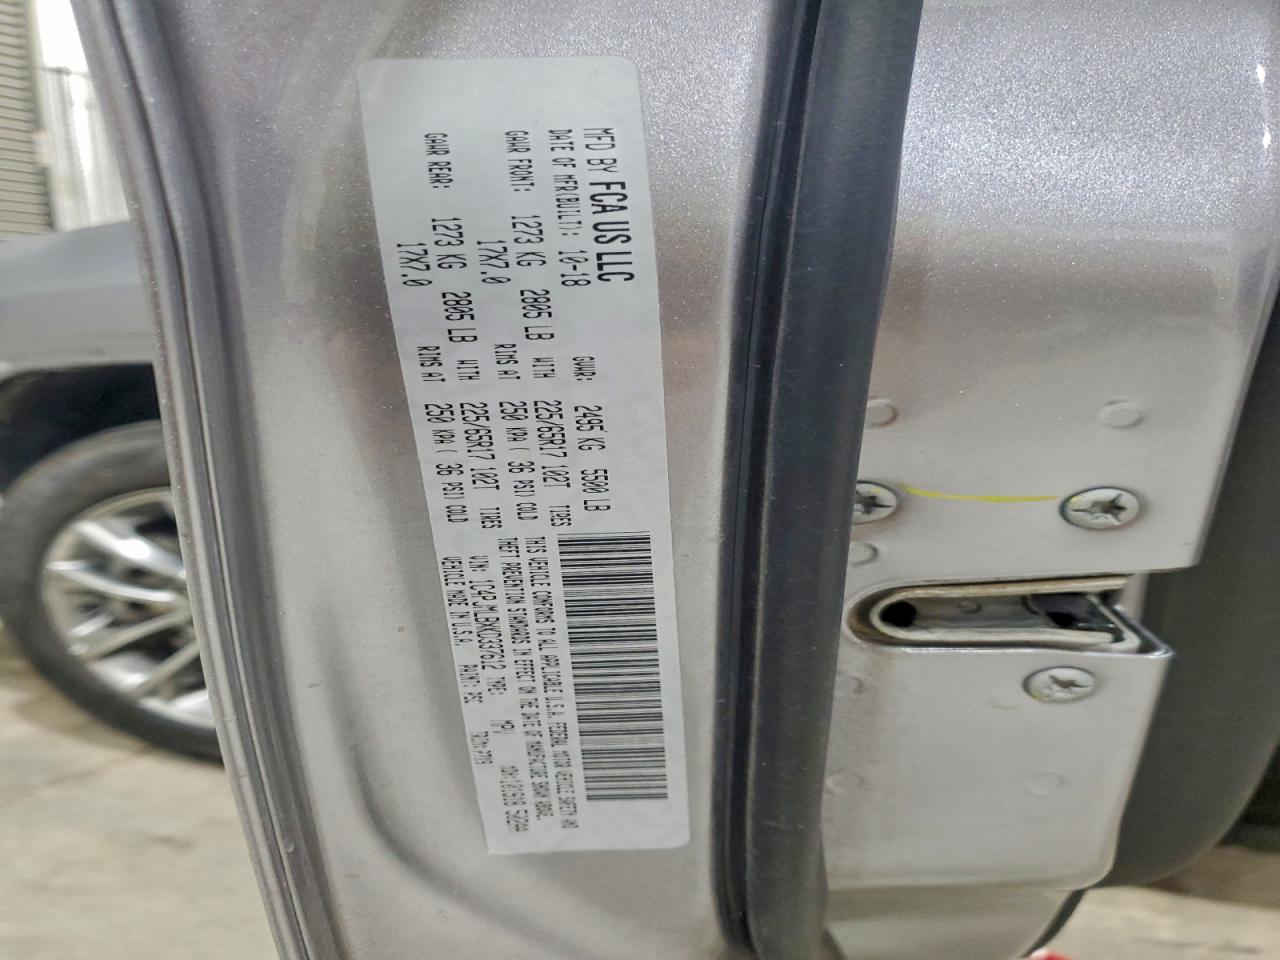 MFD BY FCA US LLC
DATE OF MFR(BUILT): 10-18 GVWR: 2495 KG 5500 LB
GAWR FRONT: 1273 KG 2805 LB WITH 225/65R17 102T TIRES
17X7.0 RIMS AT 250 KPA ( 36 PSI) COLD
GAWR REAR: 1273 KG 2805 LB WITH 225/65R17 102T TIRES
17X7.0 RIMS AT 250 KPA ( 36 PSI) COLD
THIS VEHICLE CONFORMS TO ALL APPLICABLE U.S.A. FEDERAL MOTOR VEHICLE SAFETY AND
THEFT PREVENTION STANDARDS IN EFFECT ON THE DATE OF MANUFACTURE SHOWN ABOVE.
VIN: 1C4PJMLBXKD397612 TYPE: MPV
VEHICLE MADE IN U.S.A. PAINT: PSC